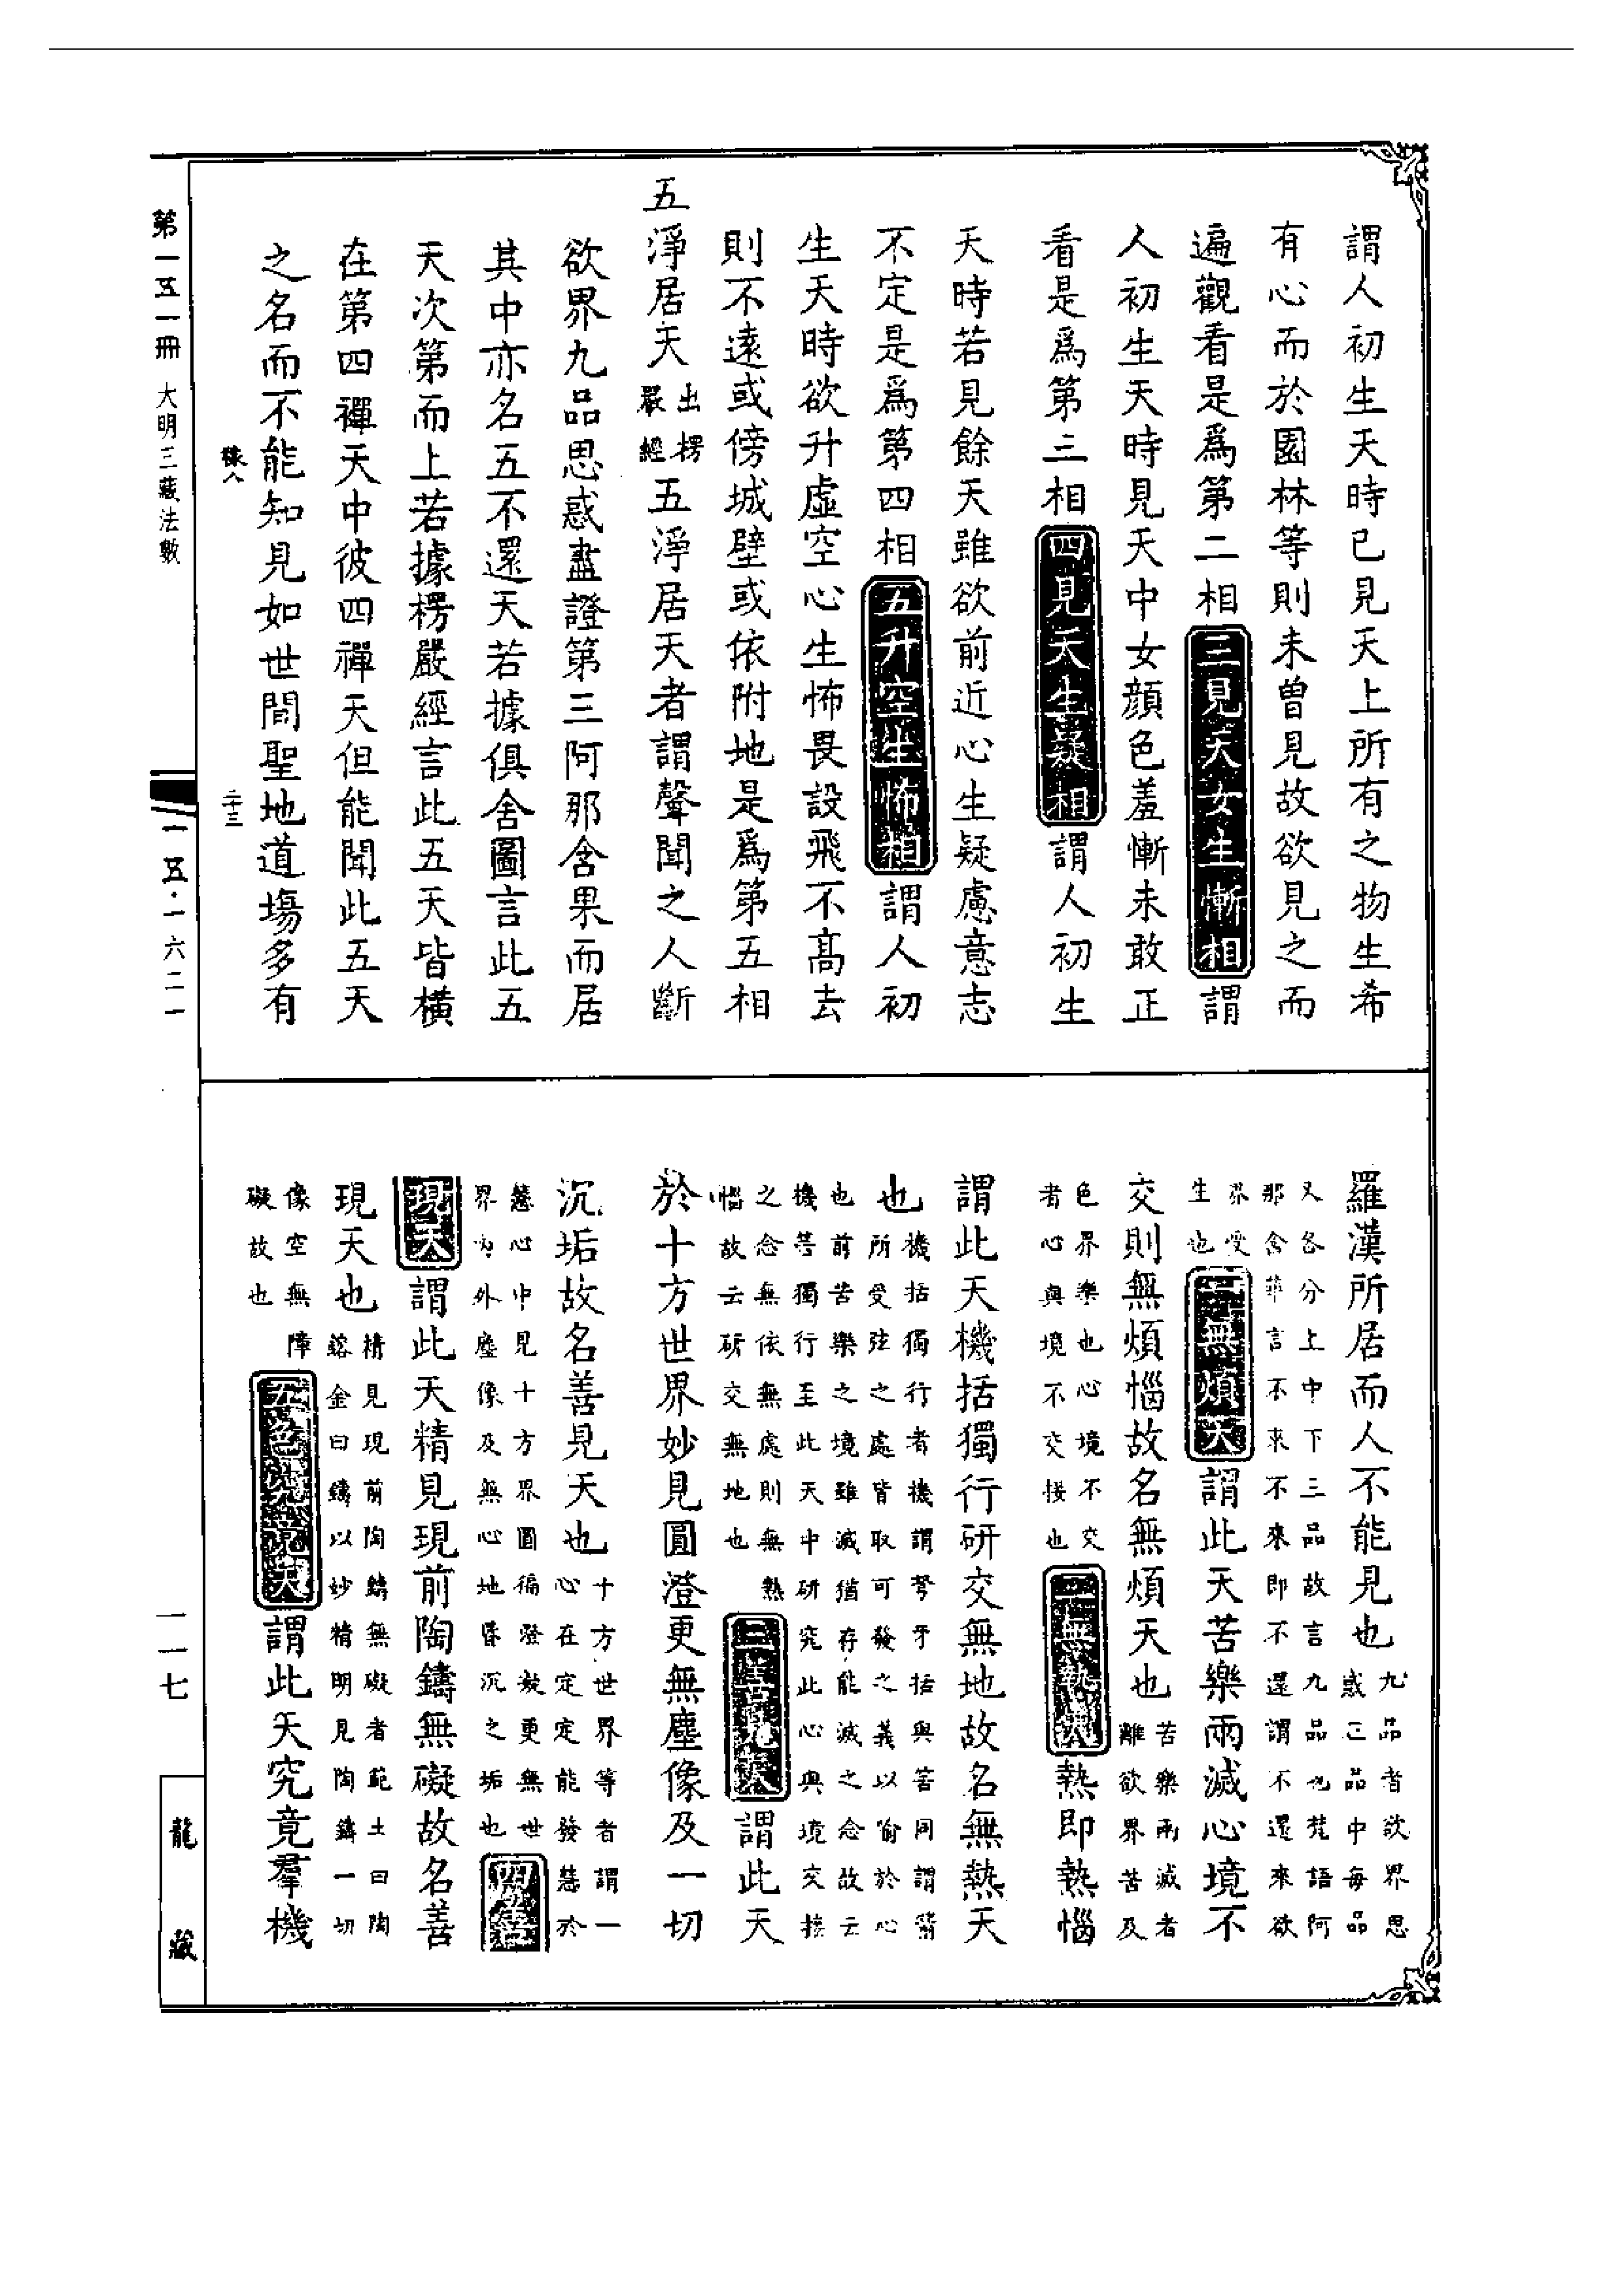 謂人初生天時已見天上所有之物生希
有心而於園林等則未曾見故欲見之而
遍觀看是爲第二相三見天女生慚相謂
人初生天時見天中女顔色羞慚未敢正
看是爲第三相四見天生疑相謂人初生
天時若見餘天雖欲前近心生疑慮意志
不定是爲第四相五升空生怖相謂人初
生天時欲升虛空心生怖畏設飛不高去
則不遠或傍城壁或依附地是爲第五相
五淨居天出楞嚴經五淨居天者謂聲聞之人斷
欲界九品思惑盡證第三阿那含果而居
其中亦名五不還天若據俱舍圖言此五
天次第而上若據楞嚴經言此五天皆橫
在第四禪天中彼四禪天但能聞此五天
之名而不能知見如世間聖地道塲多有
羅漢所居而人不能見也九品者欲界思惑三品中每品
又各分上中下三品故言九品也梵語阿那含華言不來不來即不還謂不還來欲
界受生也二無煩天謂此天苦樂兩滅心境不
交則無煩惱故名無煩天也苦樂兩滅者離欲界苦及
色界樂也心境不交者心與境不交接也二無熱天熱即熱惱
謂此天機括獨行研交無地故名無熱天
也機括獨行者機謂弩牙括與筈同謂箭所受弦之處皆取可發之義以喻於心
也前苦樂之境雖滅猶存能滅之念故云機筈獨行至此天中研究此心與境交接
之念無依無處則無熱惱故云研交無地也三善見天謂此天
於十方世界妙見圓澄更無塵像及一切
沉垢故名善見天也十方世界等者謂一心在定定能發慧於
慧心中見十方界圓徧澄凝更無世界內外塵像及無心地昏沉之垢也四善
現天謂此天精見現前陶鑄無礙故名善
現天也精見現前陶鑄無礙者範土曰陶鎔金曰鑄以妙精明見陶鑄一切
像空無障礙故也五色究竟天謂此天究竟羣機
第一五一冊 大明三藏法數
二十三
一五·一六二一
一一七
龍藏